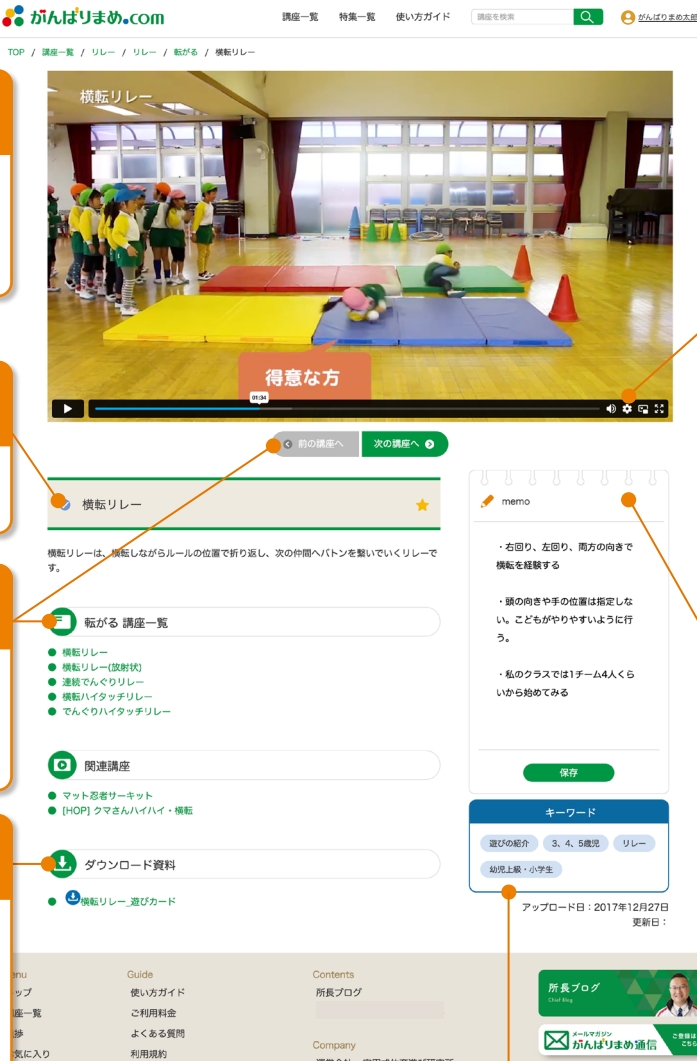 がんばりまめ.com
講座一覧 特集一覧 使い方ガイド 講座を検索 がんばりまめ太郎
TOP / 講座一覧 / リレー / リレー / 転がる / 横転リレー
横転リレー
得意な方
01:34
前の講座へ 次の講座へ
横転リレー
横転リレーは、横転しながらルールの位置で折り返し、次の仲間へバトンを繋いでいくリレーで
す。
転がる 講座一覧
横転リレー
横転リレー(放射状)
連続でんぐりリレー
横転ハイタッチリレー
でんぐりハイタッチリレー
関連講座
マット忍者サーキット
[HOP] クマさんハイハイ・横転
ダウンロード資料
横転リレー_遊びカード
memo
・右回り、左回り、両方の向きで
横転を経験する
・頭の向きや手の位置は指定しな
い。こどもがやりやすいように行
う。
・私のクラスでは1チーム4人くら
いから始めてみる
保存
キーワード
遊びの紹介 3、4、5歳児 リレー
幼児上級・小学生
アップロード日：2017年12月27日
更新日：
nu
ップ
座一覧
捗
気に入り
Guide
使い方ガイド
ご利用料金
よくある質問
利用規約
Contents
所長ブログ
Company
所長ブログ
Chief Blog
メールマガジン
がんばりまめ通信
ご登録は
こちら